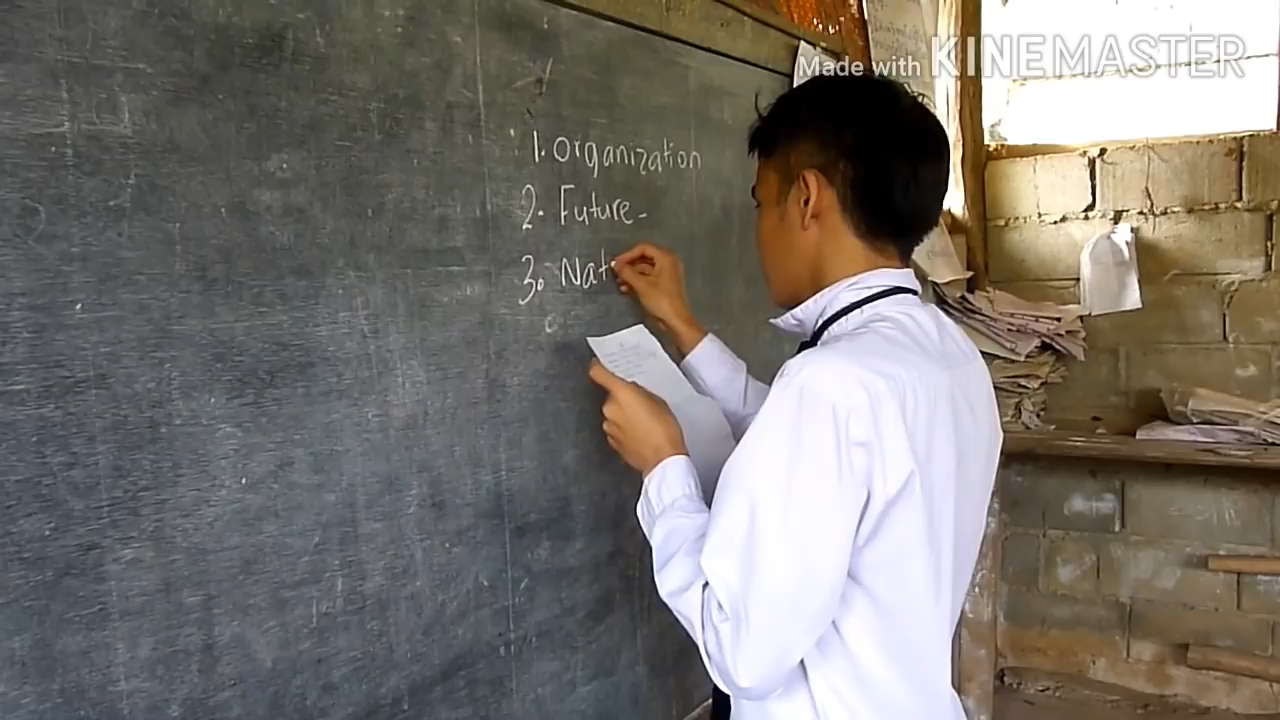 Made with KINEMASTER
1. organization
2. Future -
3. Nat